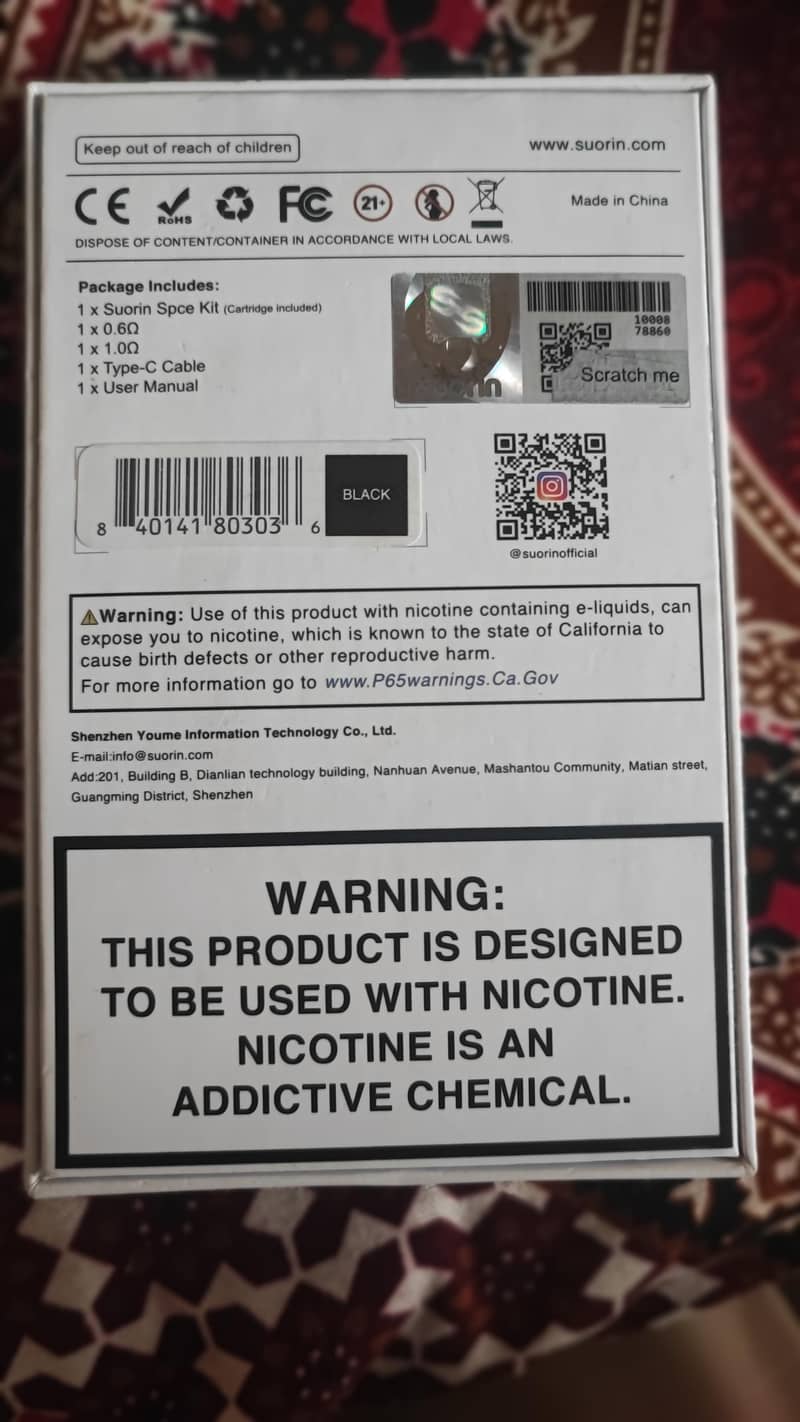 Keep out of reach of children
www.suorin.com
CE RoHS FC 21+
Made in China
DISPOSE OF CONTENT/CONTAINER IN ACCORDANCE WITH LOCAL LAWS.
Package Includes:
1 x Suorin Spce Kit (Cartridge included)
1 x 0.6Ω
1 x 1.0Ω
1 x Type-C Cable
1 x User Manual
10008
78860
Scratch me
8 40141 80303 6
BLACK
@suorinofficial
Warning: Use of this product with nicotine containing e-liquids, can
expose you to nicotine, which is known to the state of California to
cause birth defects or other reproductive harm.
For more information go to www.P65warnings.Ca.Gov
Shenzhen Youme Information Technology Co., Ltd.
E-mail:info@suorin.com
Add:201, Building B, Dianlian technology building, Nanhuan Avenue, Mashantou Community, Matian street,
Guangming District, Shenzhen
WARNING:
THIS PRODUCT IS DESIGNED
TO BE USED WITH NICOTINE.
NICOTINE IS AN
ADDICTIVE CHEMICAL.